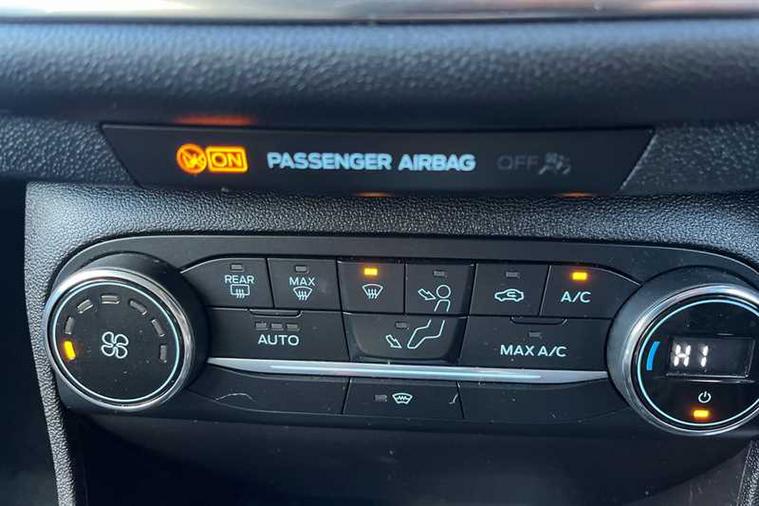 ON PASSENGER AIRBAG OFF
REAR
MAX
A/C
AUTO
MAX A/C
HI